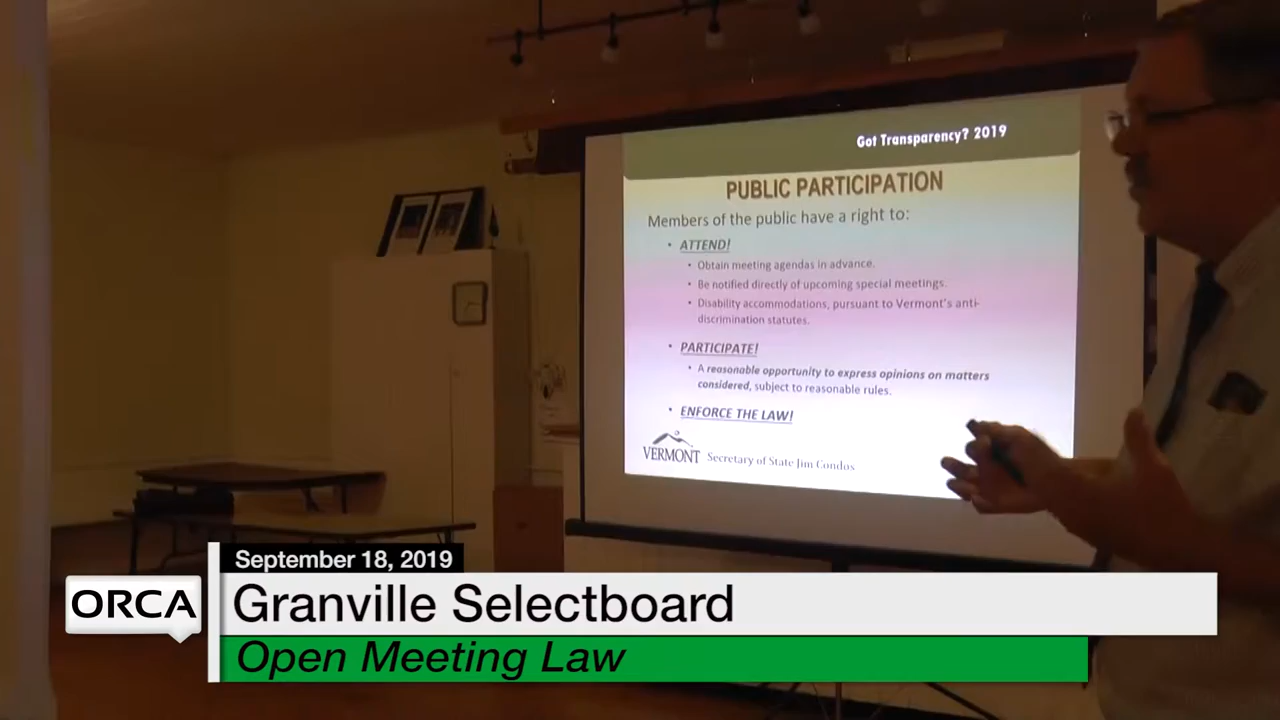 Got Transparency? 2019
PUBLIC PARTICIPATION
Members of the public have a right to:
• ATTEND!
• Obtain meeting agendas in advance.
• Be notified directly of upcoming special meetings.
• Disability accommodations, pursuant to Vermont's anti-
discrimination statutes.
• PARTICIPATE!
• A reasonable opportunity to express opinions on matters
considered, subject to reasonable rules.
• ENFORCE THE LAW!
VERMONT Secretary of State Jim Condos
September 18, 2019
ORCA
Granville Selectboard
Open Meeting Law